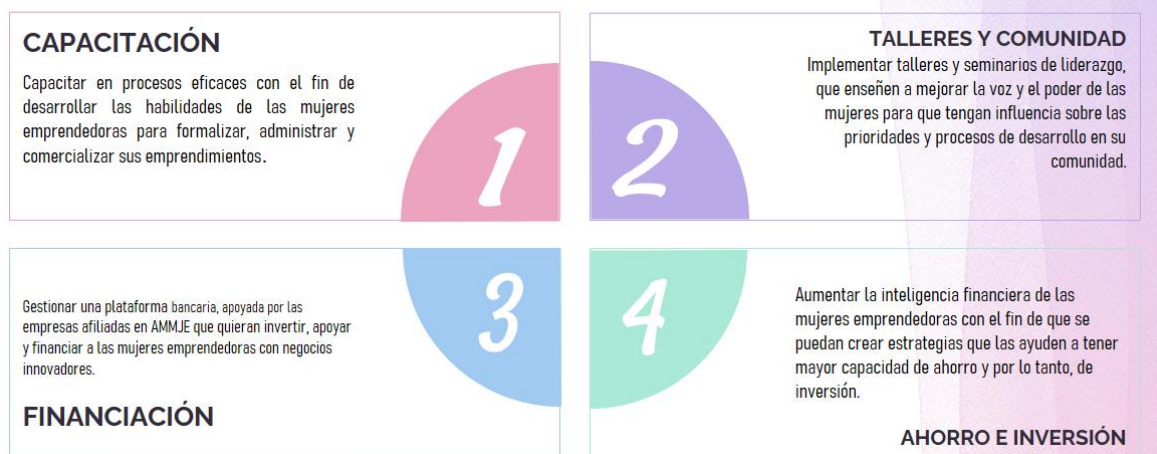 CAPACITACIÓN
Capacitar en procesos eficaces con el fin de
desarrollar las habilidades de las mujeres
emprendedoras para formalizar, administrar y
comercializar sus emprendimientos.
1
TALLERES Y COMUNIDAD
Implementar talleres y seminarios de liderazgo,
que enseñen a mejorar la voz y el poder de las
mujeres para que tengan influencia sobre las
prioridades y procesos de desarrollo en su
comunidad.
2
Gestionar una plataforma bancaria, apoyada por las
empresas afiliadas en AMMJE que quieran invertir, apoyar
y financiar a las mujeres emprendedoras con negocios
innovadores.
FINANCIACIÓN
3
4
Aumentar la inteligencia financiera de las
mujeres emprendedoras con el fin de que se
puedan crear estrategias que las ayuden a tener
mayor capacidad de ahorro y por lo tanto, de
inversión.
AHORRO E INVERSIÓN